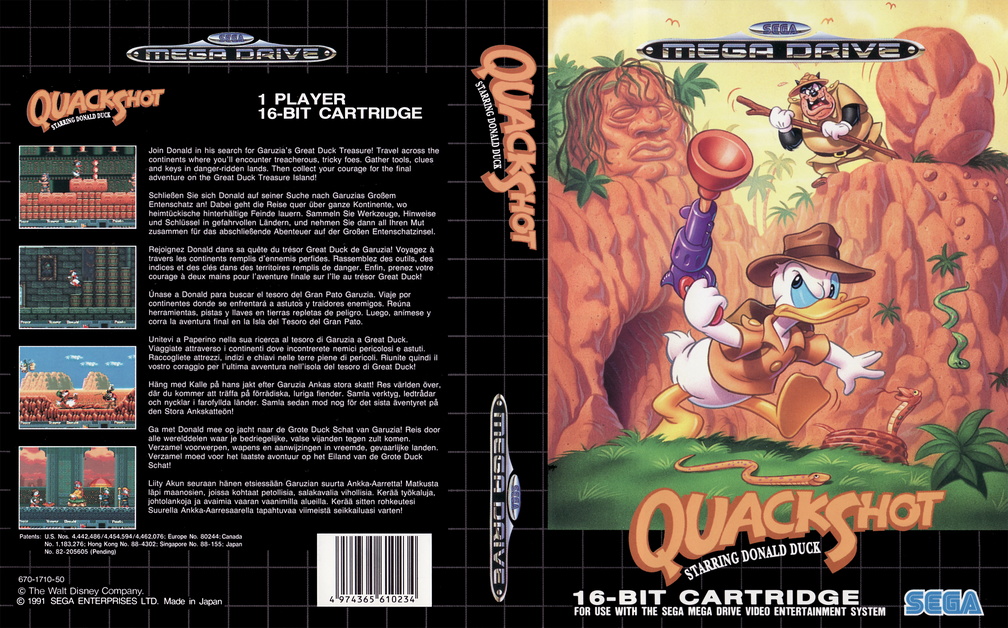 SEGA
MEGA DRIVE
QUACKSHOT
STARRING DONALD DUCK
1 PLAYER
16-BIT CARTRIDGE
Join Donald in his search for Garuzia's Great Duck Treasure! Travel across the
continents where you'll encounter treacherous, tricky foes. Gather tools, clues
and keys in danger-ridden lands. Then collect your courage for the final
adventure on the Great Duck Treasure Island!
Schließen Sie sich Donald auf seiner Suche nach Garuzias Großem
Entenschatz an! Dabei geht die Reise quer über ganze Kontinente, wo
heimtückische hinterhältige Feinde lauern. Sammeln Sie Werkzeuge, Hinweise
und Schlüssel in gefahrvollen Ländern, und nehmen Sie dann all Ihren Mut
zusammen für das abschließende Abenteuer auf der Großen Entenschatzinsel.
Rejoignez Donald dans sa quête du trésor Great Duck de Garuzia! Voyagez à
travers les continents remplis d'ennemis perfides. Rassemblez des outils, des
indices et des clés dans des territoires remplis de danger. Enfin, prenez votre
courage à deux mains pour l'aventure finale sur l'île au trésor Great Duck!
Únase a Donald para buscar el tesoro del Gran Pato Garuzia. Viaje por
continentes donde se enfrentará a astutos y traidores enemigos. Reúna
herramientas, pistas y llaves en tierras repletas de peligro. Luego, anímese y
corra la aventura final en la Isla del Tesoro del Gran Pato.
Unitevi a Paperino nella sua ricerca al tesoro di Garuzia a Great Duck.
Viaggiate attraverso i continenti dove incontrerete nemici pericolosi e astuti.
Raccogliete attrezzi, indizi e chiavi nelle terre piene di pericoli. Riunite quindi il
vostro coraggio per l'ultima avventura nell'isola del tesoro di Great Duck!
Häng med Kalle på hans jakt efter Garuzia Ankas stora skatt! Res världen över,
där du kommer att träffa på förrädiska, luriga fiender. Samla verktyg, ledtrådar
och nycklar i farofyllda länder. Samla sedan mod nog för det sista äventyret på
den Stora Ankskatteön!
Ga met Donald mee op jacht naar de Grote Duck Schat van Garuzia! Reis door
alle werelddelen waar je bedriegelijke, valse vijanden tegen zult komen.
Verzamel voorwerpen, wapens en aanwijzingen in vreemde, gevaarlijke landen.
Verzamel moed voor het laatste avontuur op het Eiland van de Grote Duck
Schat!
Liity Akun seuraan hänen etsiessään Garuzian suurta Ankka-Aarretta! Matkusta
läpi maanosien, joissa kohtaat petollisia, salakavalia vihollisia. Kerää työkaluja,
johtolankoja ja avaimia vaaran vaanimilla alueilla. Kerää sitten rohkeutesi
Suurella Ankka-Aarresaarella tapahtuvaa viimeistä seikkailuasi varten!
Patents: U.S. Nos. 4,442,486/4,454,594/4,462,076; Europe No. 80244; Canada
No. 1,183,276; Hong Kong No. 88-4302; Singapore No. 88-155; Japan
No. 82-205605 (Pending)
670-1710-50
© The Walt Disney Company.
© 1991 SEGA ENTERPRISES LTD. Made in Japan
4 974365 610234
QUACKSHOT
STARRING DONALD DUCK
SEGA
MEGA DRIVE
SEGA
MEGA DRIVE
QUACKSHOT
STARRING DONALD DUCK
16-BIT CARTRIDGE
FOR USE WITH THE SEGA MEGA DRIVE VIDEO ENTERTAINMENT SYSTEM
SEGA